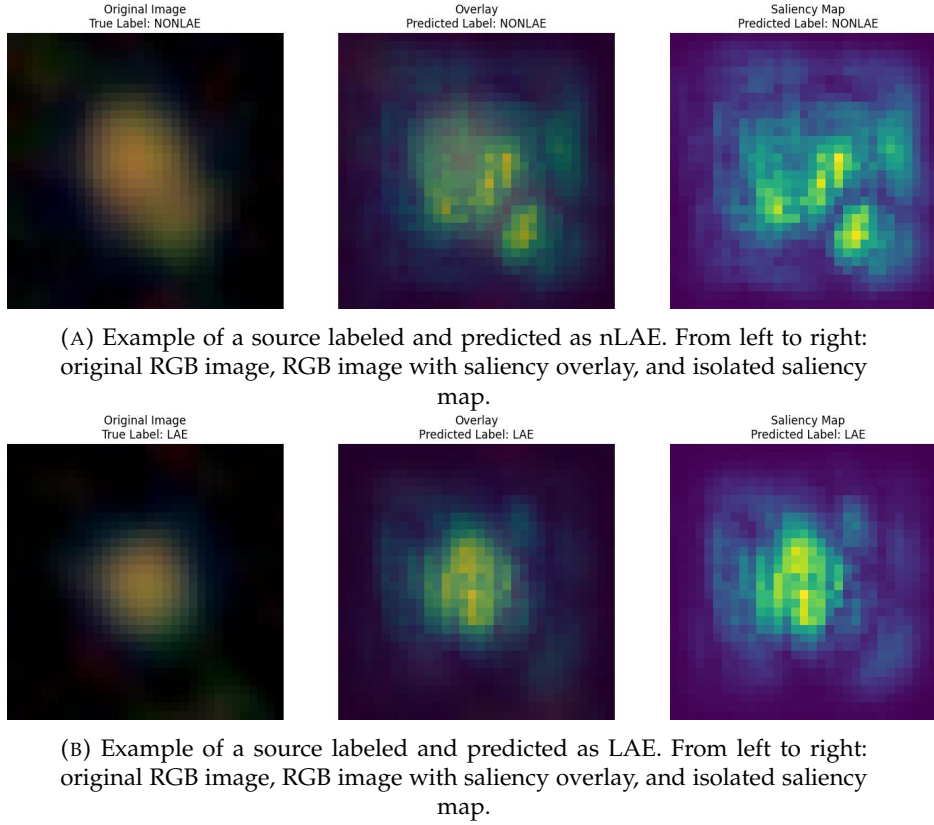 Original Image
True Label: NONLAE
Overlay
Predicted Label: NONLAE
Saliency Map
Predicted Label: NONLAE
(A) Example of a source labeled and predicted as nLAE. From left to right:
original RGB image, RGB image with saliency overlay, and isolated saliency
map.
Original Image
True Label: LAE
Overlay
Predicted Label: LAE
Saliency Map
Predicted Label: LAE
(B) Example of a source labeled and predicted as LAE. From left to right:
original RGB image, RGB image with saliency overlay, and isolated saliency
map.